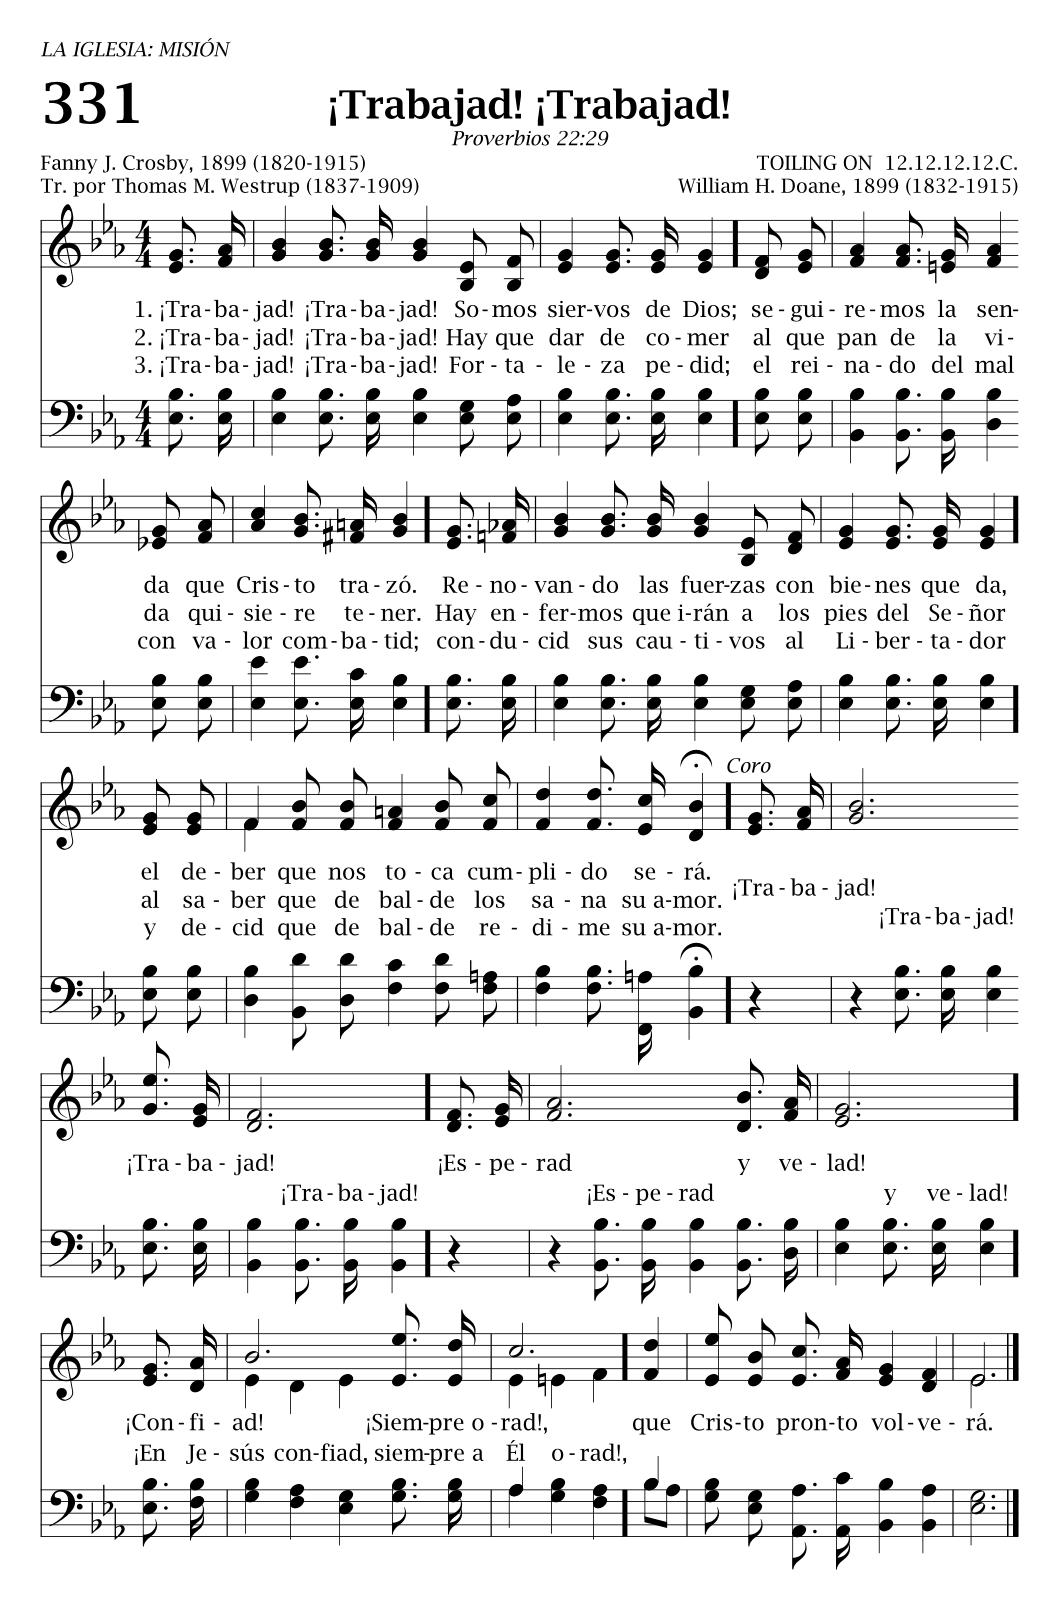 LA IGLESIA: MISIÓN
331
¡Trabajad! ¡Trabajad!
Proverbios 22:29
Fanny J. Crosby, 1899 (1820-1915)
TOILING ON 12.12.12.12.C.
Tr. por Thomas M. Westrup (1837-1909)
William H. Doane, 1899 (1832-1915)
4 4
1. ¡Tra-ba-jad! ¡Tra-ba-jad! So-mos sier-vos de Dios; se-gui-re-mos la sen-
2. ¡Tra-ba-jad! ¡Tra-ba-jad! Hay que dar de co-mer al que pan de la vi-
3. ¡Tra-ba-jad! ¡Tra-ba-jad! For-ta-le-za pe-did; el rei-na-do del mal
4 4
da que Cris-to tra-zó. Re-no-van-do las fuer-zas con bie-nes que da,
da qui-sie-re te-ner. Hay en-fer-mos que i-rán a los pies del Se-ñor
con va-lor com-ba-tid; con-du-cid sus cau-ti-vos al Li-ber-ta-dor
Coro
el de-ber que nos to-ca cum-pli-do se-rá.
al sa-ber que de bal-de los sa-na su a-mor.
y de-cid que de bal-de re-di-me su a-mor.
¡Tra-ba-jad!
¡Tra-ba-jad!
¡Tra-ba-jad! ¡Es-pe-rad y ve-lad!
¡Tra-ba-jad! ¡Es-pe-rad y ve-lad!
¡Con-fi-ad! ¡Siem-pre o-rad!, que Cris-to pron-to vol-ve-rá.
¡En Je-sús con-fiad, siem-pre a Él o-rad!,